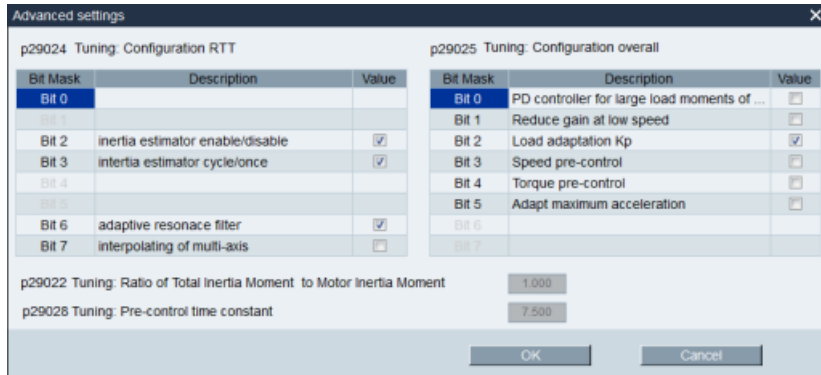 Advanced settings
p29024 Tuning: Configuration RTT
Bit Mask Description Value
Bit 0
Bit 1
Bit 2 inertia estimator enable/disable
Bit 3 intertia estimator cycle/once
Bit 4
Bit 5
Bit 6 adaptive resonace filter
Bit 7 interpolating of multi-axis
p29025 Tuning: Configuration overall
Bit Mask Description Value
Bit 0 PD controller for large load moments of ...
Bit 1 Reduce gain at low speed
Bit 2 Load adaptation Kp
Bit 3 Speed pre-control
Bit 4 Torque pre-control
Bit 5 Adapt maximum acceleration
Bit 6
Bit 7
p29022 Tuning: Ratio of Total Inertia Moment to Motor Inertia Moment 1.000
p29028 Tuning: Pre-control time constant 7.500
OK Cancel